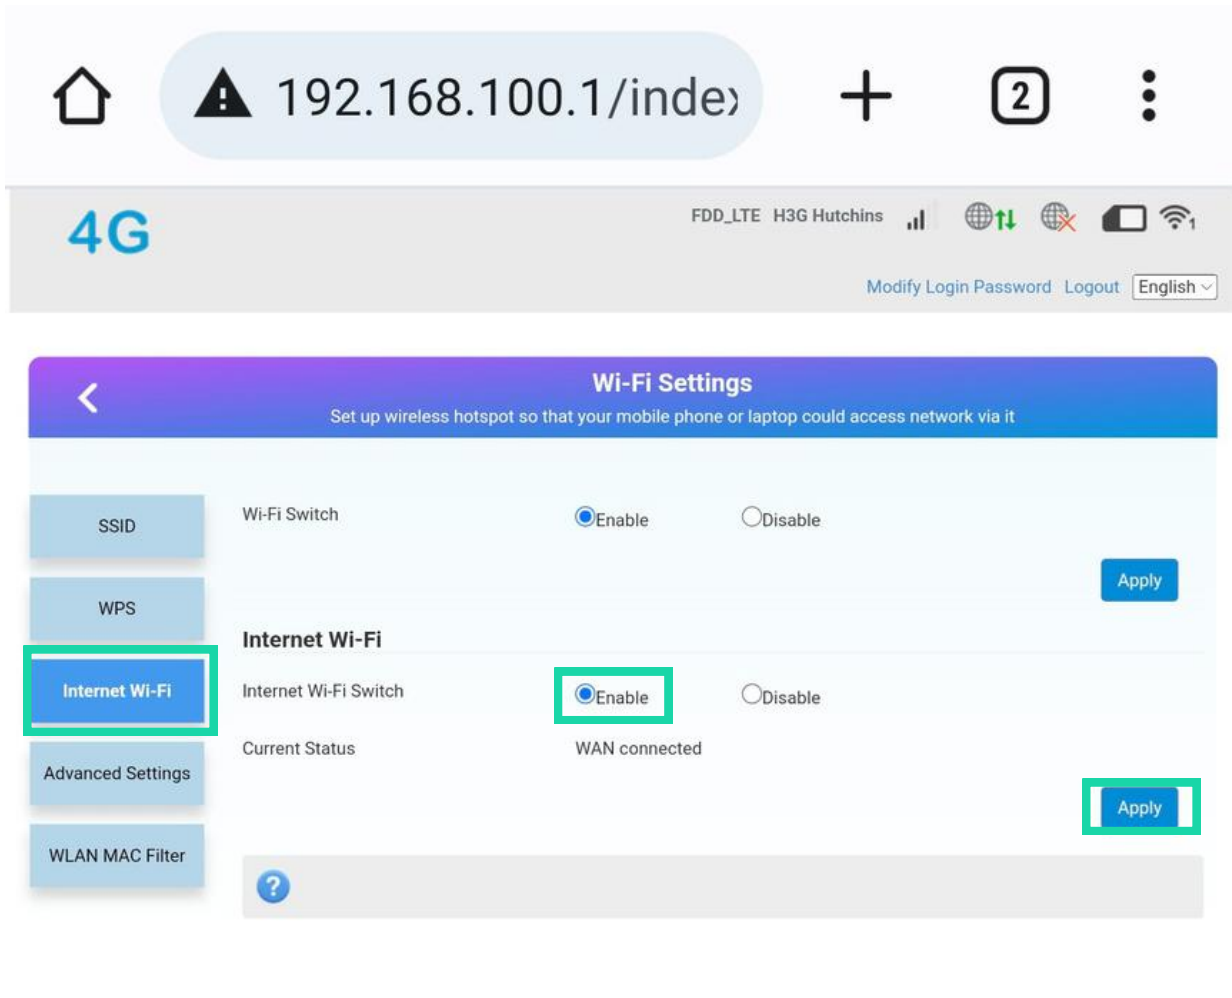 192.168.100.1/index
2
4G
FDD_LTE H3G Hutchins
1
Modify Login Password Logout English
Wi-Fi Settings
Set up wireless hotspot so that your mobile phone or laptop could access network via it
SSID
Wi-Fi Switch Enable Disable
Apply
WPS
Internet Wi-Fi
Internet Wi-Fi
Internet Wi-Fi Switch Enable Disable
Current Status WAN connected
Advanced Settings
Apply
WLAN MAC Filter
?